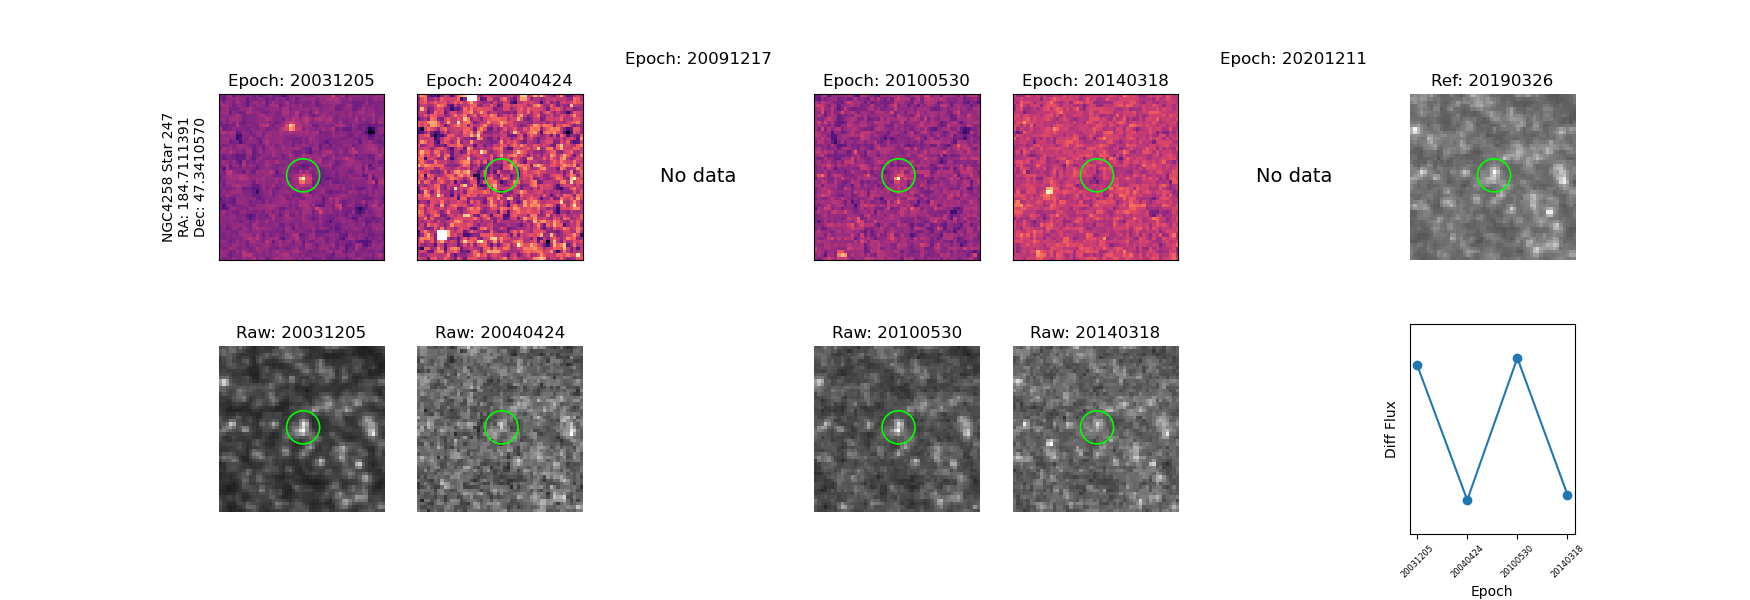 NGC4258 Star 247
RA: 184.7111391
Dec: 47.3410570
Epoch: 20031205
Epoch: 20040424
Epoch: 20091217
No data
Epoch: 20100530
Epoch: 20140318
Epoch: 20201211
No data
Ref: 20190326
Raw: 20031205
Raw: 20040424
Raw: 20100530
Raw: 20140318
Diff Flux
20031205
20040424
20100530
20140318
Epoch